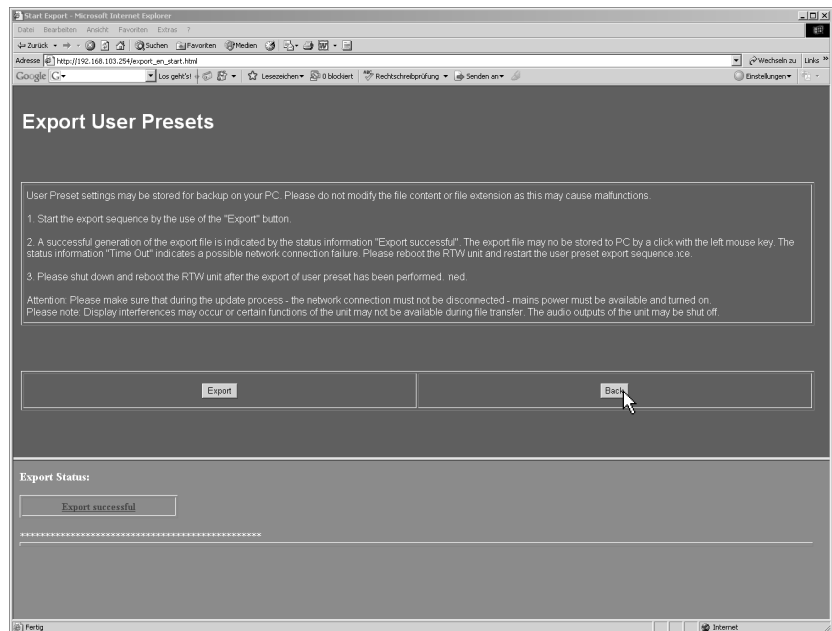 Start Export - Microsoft Internet Explorer
Datei Bearbeiten Ansicht Favoriten Extras ?
Zurück Suchen Favoriten Medien
Adresse http://192.168.103.254/export_en_start.html Wechseln zu Links »
Google G Los geht's! Lesezeichen 0 blockiert Rechtschreibprüfung Senden an Einstellungen
Export User Presets
User Preset settings may be stored for backup on your PC. Please do not modify the file content or file extension as this may cause malfunctions.
1. Start the export sequence by the use of the "Export" button.
2. A successful generation of the export file is indicated by the status information "Export successful". The export file may no be stored to PC by a click with the left mouse key. The
status information "Time Out" indicates a possible network connection failure. Please reboot the RTW unit and restart the user preset export sequence.
3. Please shut down and reboot the RTW unit after the export of user preset has been performed. ned.
Attention: Please make sure that during the update process - the network connection must not be disconnected - mains power must be available and turned on.
Please note: Display interferences may occur or certain functions of the unit may not be available during file transfer. The audio outputs of the unit may be shut off.
Export Back
Export Status:
Export successful
**************************************************
Fertig Internet